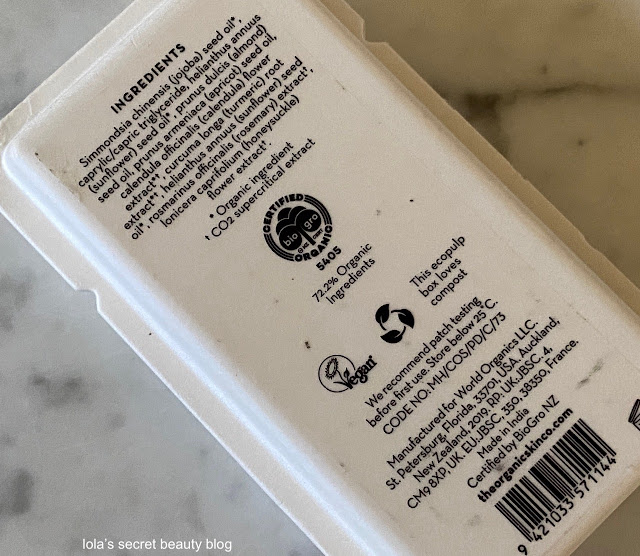 INGREDIENTS
Simmondsia chinensis (jojoba) seed oil*,
caprylic/capric triglyceride, helianthus annuus
(sunflower) seed oil*, prunus dulcis (almond)
seed oil, prunus armeniaca (apricot) seed oil,
calendula officinalis (calendula) flower
extract*†, curcuma longa (turmeric) root
extract*†, helianthus annuus (sunflower) seed
oil*, rosmarinus officinalis (rosemary) extract†,
lonicera caprifolium (honeysuckle)
flower extract†.
* Organic ingredient
† CO2 supercritical extract
CERTIFIED
bio gro
ORGANIC
5405
72.2% Organic
Ingredients
This ecopulp
box loves
compost
Vegan
We recommend patch testing
before first use. Store below 25°C.
CODE NO: MH/COS/PD/C/73
Manufactured for World Organics LLC,
St. Petersburg, Florida, 33701, USA. Auckland,
New Zealand, 2019, RP: UK:JBSC, 4,
CM9 8XP, UK. EU:JBSC, 350, 38350, France.
Made in India
Certified by BioGro NZ
theorganicskinco.com
9 421033 571144
lola's secret beauty blog